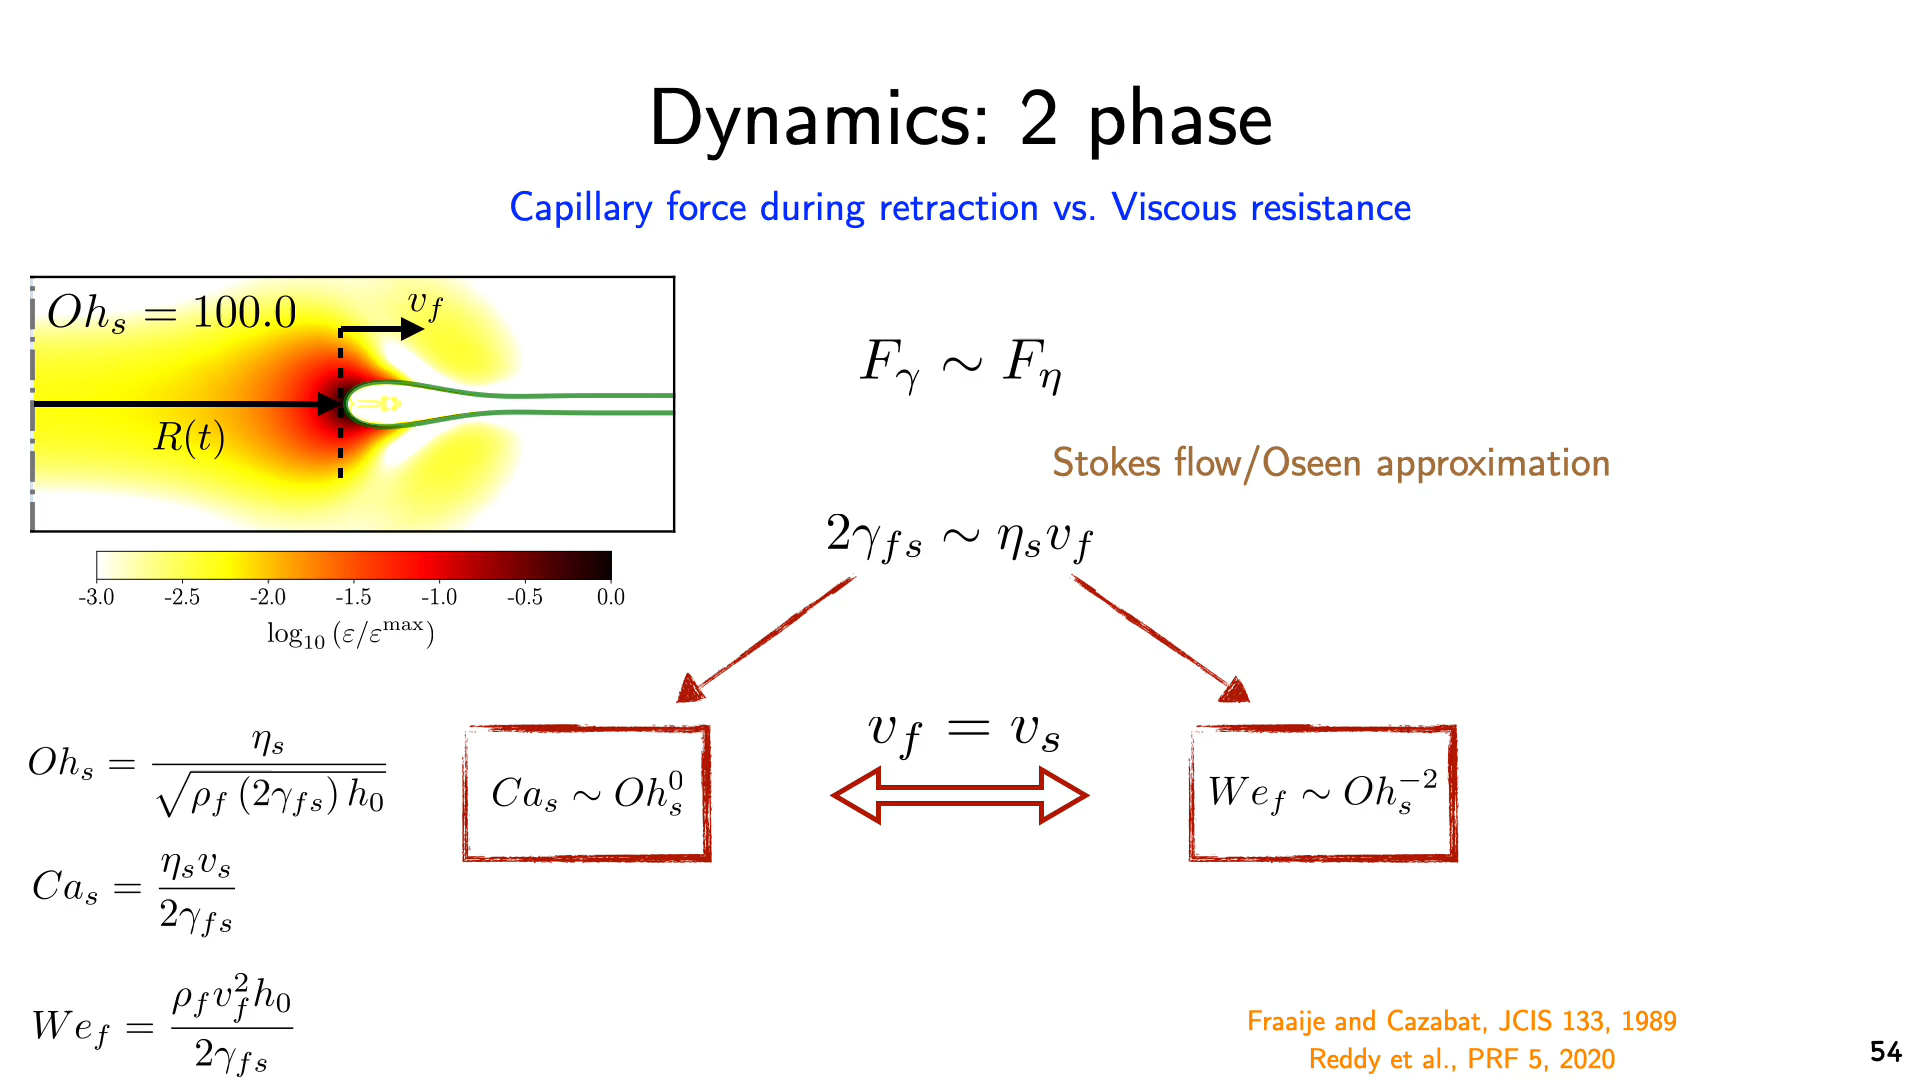 Dynamics: 2 phase
Capillary force during retraction vs. Viscous resistance
Oh_s = 100.0
v_f
R(t)
-3.0 -2.5 -2.0 -1.5 -1.0 -0.5 0.0
log_10 (ε/ε^max)
F_γ ∼ F_η
Stokes flow/Oseen approximation
2γ_fs ∼ η_s v_f
v_f = v_s
Ca_s ∼ Oh_s^0
We_f ∼ Oh_s^−2
Oh_s = η_s / √(ρ_f (2γ_fs) h_0)
Ca_s = η_s v_s / 2γ_fs
We_f = ρ_f v_f^2 h_0 / 2γ_fs
Fraaije and Cazabat, JCIS 133, 1989
Reddy et al., PRF 5, 2020
54